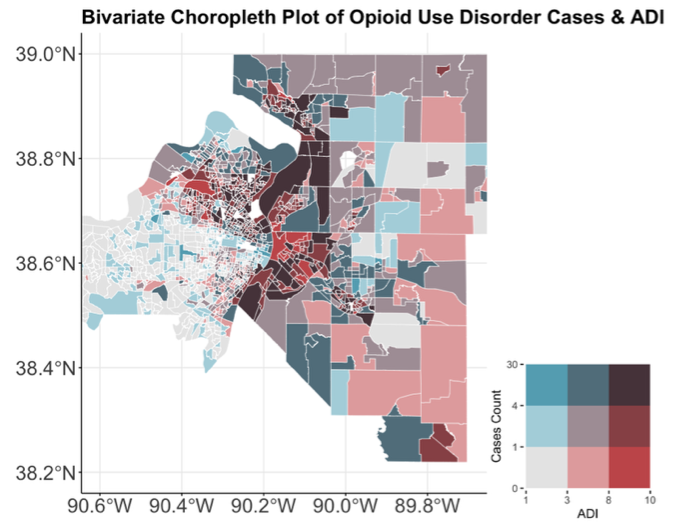 Bivariate Choropleth Plot of Opioid Use Disorder Cases & ADI
39.0°N
38.8°N
38.6°N
38.4°N
38.2°N
90.6°W 90.4°W 90.2°W 90.0°W 89.8°W
Cases Count
30
4
1
0
1 3 8 10
ADI